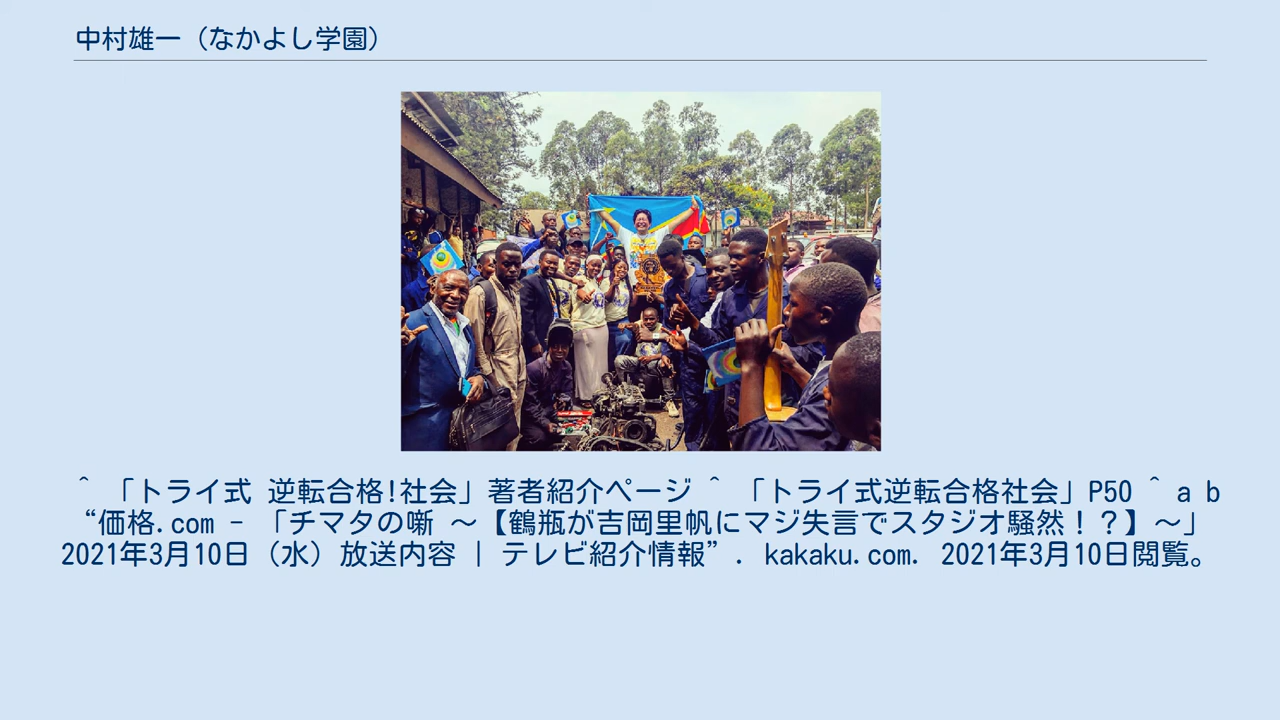 中村雄一（なかよし学園）
^ 「トライ式 逆転合格!社会」著者紹介ページ ^ 「トライ式逆転合格社会」P50 ^ a b
“価格.com - 「チマタの噺 ～【鶴瓶が吉岡里帆にマジ失言でスタジオ騒然！？】～」
2021年3月10日（水）放送内容 | テレビ紹介情報”. kakaku.com. 2021年3月10日閲覧。